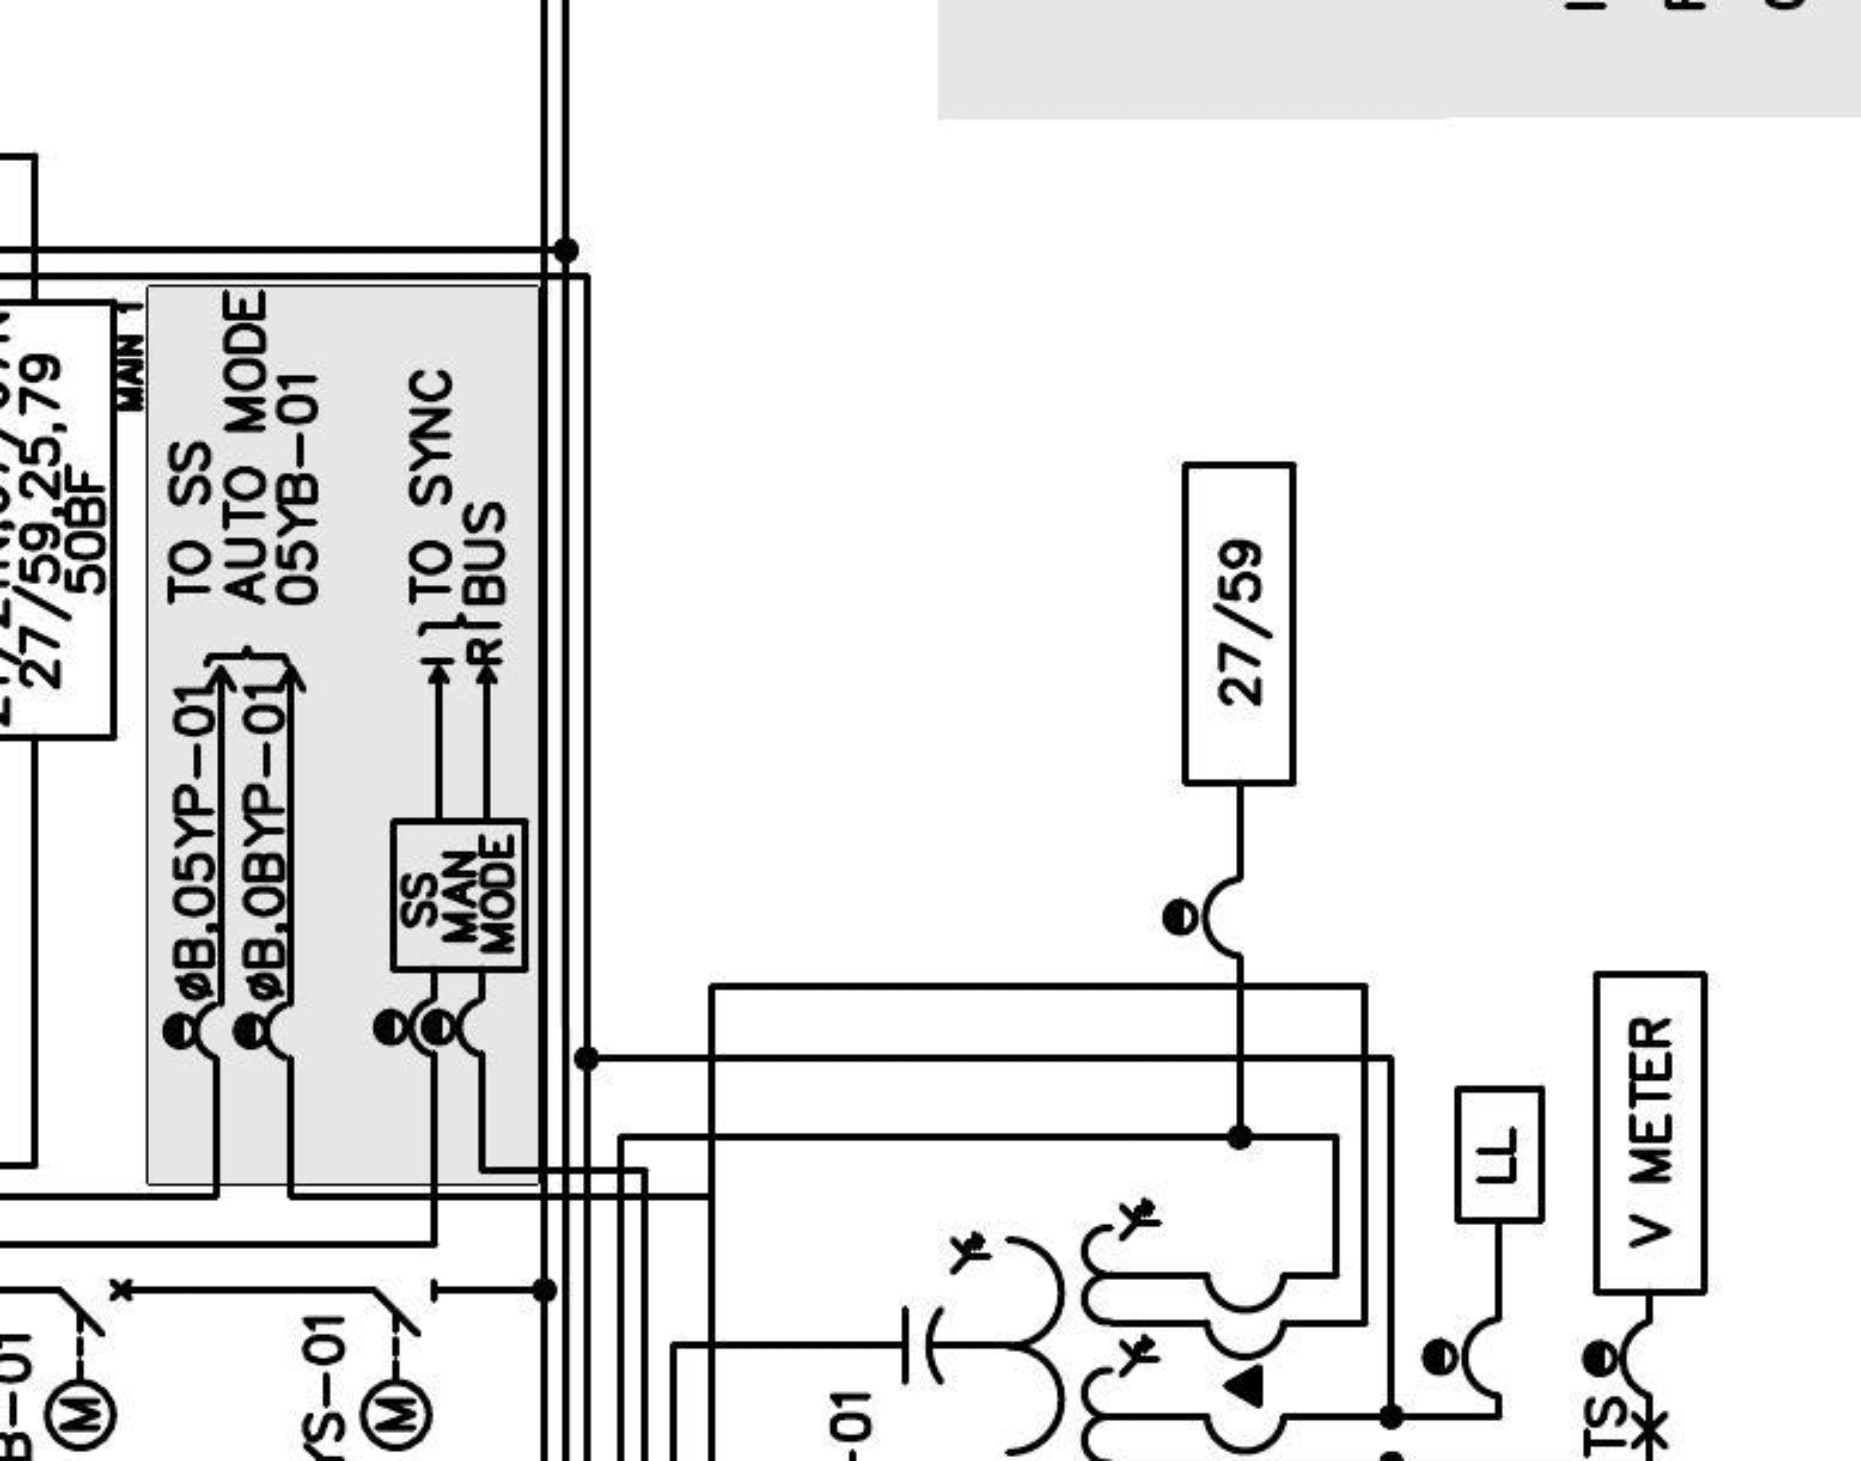 27/59,25,79
50BF
MAIN 1
TO SS
AUTO MODE
05YB-01
øB,05YP-01
øB,0BYP-01
TO SYNC
BUS
I
R
SS
MAN
MODE
27/59
LL
V METER
TS
B-01
M
YS-01
M
-01
Y
Y
Y